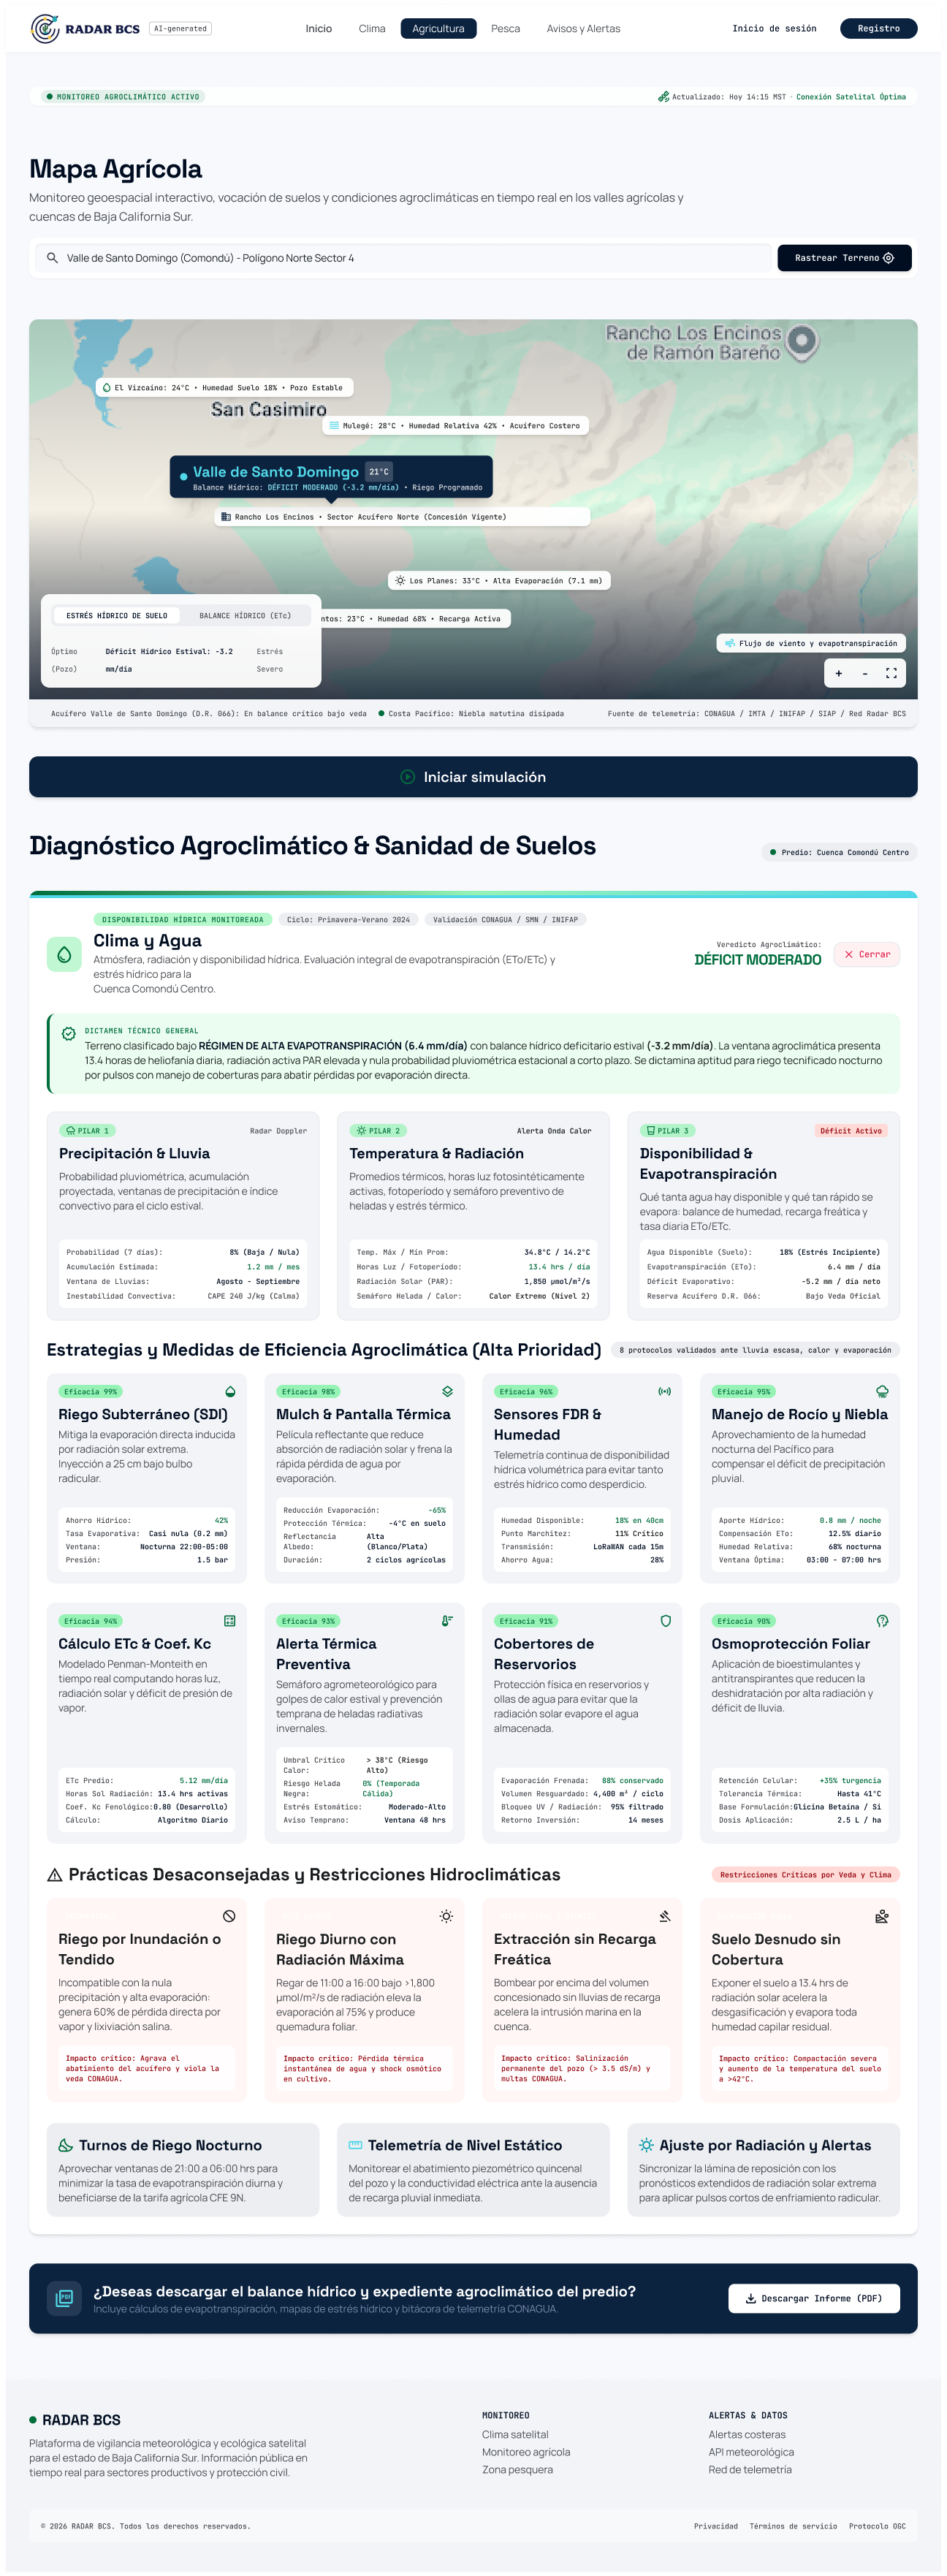 RADAR BCS
AI-generated
Inicio
Clima
Agricultura
Pesca
Avisos y Alertas
Inicio de sesión
Registro
MONITOREO AGROCLIMÁTICO ACTIVO
Actualizado: Hoy 14:15 MST · Conexión Satelital Óptima
Mapa Agrícola
Monitoreo geoespacial interactivo, vocación de suelos y condiciones agroclimáticas en tiempo real en los valles agrícolas y
cuencas de Baja California Sur.
Valle de Santo Domingo (Comondú) - Polígono Norte Sector 4
Rastrear Terreno
Rancho Los Encinos
de Ramón Bareño
El Vizcaíno: 24°C • Humedad Suelo 18% • Pozo Estable
San Casimiro
Mulegé: 28°C • Humedad Relativa 42% • Acuífero Costero
Valle de Santo Domingo 21°C
Balance Hídrico: DÉFICIT MODERADO (-3.2 mm/día) • Riego Programado
Rancho Los Encinos • Sector Acuífero Norte (Concesión Vigente)
Los Planes: 33°C • Alta Evaporación (7.1 mm)
ntos: 23°C • Humedad 68% • Recarga Activa
ESTRÉS HÍDRICO DE SUELO
BALANCE HÍDRICO (ETc)
Óptimo
(Pozo)
Déficit Hídrico Estival: -3.2
mm/día
Estrés
Severo
Flujo de viento y evapotranspiración
+
-
Acuífero Valle de Santo Domingo (D.R. 066): En balance crítico bajo veda
Costa Pacífico: Niebla matutina disipada
Fuente de telemetría: CONAGUA / IMTA / INIFAP / SIAP / Red Radar BCS
Iniciar simulación
Diagnóstico Agroclimático & Sanidad de Suelos
Predio: Cuenca Comondú Centro
DISPONIBILIDAD HÍDRICA MONITOREADA
Ciclo: Primavera-Verano 2024
Validación CONAGUA / SMN / INIFAP
Clima y Agua
Atmósfera, radiación y disponibilidad hídrica. Evaluación integral de evapotranspiración (ETo/ETc) y
estrés hídrico para la
Cuenca Comondú Centro.
Veredicto Agroclimático:
DÉFICIT MODERADO
Cerrar
DICTAMEN TÉCNICO GENERAL
Terreno clasificado bajo RÉGIMEN DE ALTA EVAPOTRANSPIRACIÓN (6.4 mm/día) con balance hídrico deficitario estival (-3.2 mm/día). La ventana agroclimática presenta
13.4 horas de heliofanía diaria, radiación activa PAR elevada y nula probabilidad pluviométrica estacional a corto plazo. Se dictamina aptitud para riego tecnificado nocturno
por pulsos con manejo de coberturas para abatir pérdidas por evaporación directa.
PILAR 1
Radar Doppler
Precipitación & Lluvia
Probabilidad pluviométrica, acumulación
proyectada, ventanas de precipitación e índice
convectivo para el ciclo estival.
Probabilidad (7 días): 8% (Baja / Nula)
Acumulación Estimada: 1.2 mm / mes
Ventana de Lluvias: Agosto - Septiembre
Inestabilidad Convectiva: CAPE 240 J/kg (Calma)
PILAR 2
Alerta Onda Calor
Temperatura & Radiación
Promedios térmicos, horas luz fotosintéticamente
activas, fotoperíodo y semáforo preventivo de
heladas y estrés térmico.
Temp. Máx / Mín Prom: 34.8°C / 14.2°C
Horas Luz / Fotoperíodo: 13.4 hrs / día
Radiación Solar (PAR): 1,850 µmol/m²/s
Semáforo Helada / Calor: Calor Extremo (Nivel 2)
PILAR 3
Déficit Activo
Disponibilidad &
Evapotranspiración
Qué tanta agua hay disponible y qué tan rápido se
evapora: balance de humedad, recarga freática y
tasa diaria ETo/ETc.
Agua Disponible (Suelo): 18% (Estrés Incipiente)
Evapotranspiración (ETo): 6.4 mm / día
Déficit Evaporativo: -5.2 mm / día neto
Reserva Acuífero D.R. 066: Bajo Veda Oficial
Estrategias y Medidas de Eficiencia Agroclimática (Alta Prioridad)
8 protocolos validados ante lluvia escasa, calor y evaporación
Eficacia 99%
Riego Subterráneo (SDI)
Mitiga la evaporación directa inducida
por radiación solar extrema.
Inyección a 25 cm bajo bulbo
radicular.
Ahorro Hídrico: 42%
Tasa Evaporativa: Casi nula (0.2 mm)
Ventana: Nocturna 22:00-05:00
Presión: 1.5 bar
Eficacia 98%
Mulch & Pantalla Térmica
Película reflectante que reduce
absorción de radiación solar y frena la
rápida pérdida de agua por
evaporación.
Reducción Evaporación: -65%
Protección Térmica: -4°C en suelo
Reflectancia Alta
Albedo: (Blanco/Plata)
Duración: 2 ciclos agrícolas
Eficacia 96%
Sensores FDR &
Humedad
Telemetría continua de disponibilidad
hídrica volumétrica para evitar tanto
estrés hídrico como desperdicio.
Humedad Disponible: 18% en 40cm
Punto Marchitez: 11% Crítico
Transmisión: LoRaWAN cada 15m
Ahorro Agua: 28%
Eficacia 95%
Manejo de Rocío y Niebla
Aprovechamiento de la humedad
nocturna del Pacífico para
compensar el déficit de precipitación
pluvial.
Aporte Hídrico: 0.8 mm / noche
Compensación ETo: 12.5% diario
Humedad Relativa: 68% nocturna
Ventana Óptima: 03:00 - 07:00 hrs
Eficacia 94%
Cálculo ETc & Coef. Kc
Modelado Penman-Monteith en
tiempo real computando horas luz,
radiación solar y déficit de presión de
vapor.
ETc Predio: 5.12 mm/día
Horas Sol Radiación: 13.4 hrs activas
Coef. Kc Fenológico:0.80 (Desarrollo)
Cálculo: Algoritmo Diario
Eficacia 93%
Alerta Térmica
Preventiva
Semáforo agrometeorológico para
golpes de calor estival y prevención
temprana de heladas radiativas
invernales.
Umbral Crítico > 38°C (Riesgo
Calor: Alto)
Riesgo Helada 0% (Temporada
Negra: Cálida)
Estrés Estomático: Moderado-Alto
Aviso Temprano: Ventana 48 hrs
Eficacia 91%
Cobertores de
Reservorios
Protección física en reservorios y
ollas de agua para evitar que la
radiación solar evapore el agua
almacenada.
Evaporación Frenada: 88% conservado
Volumen Resguardado: 4,400 m³ / ciclo
Bloqueo UV / Radiación: 95% filtrado
Retorno Inversión: 14 meses
Eficacia 90%
Osmoprotección Foliar
Aplicación de bioestimulantes y
antitranspirantes que reducen la
deshidratación por alta radiación y
déficit de lluvia.
Retención Celular: +35% turgencia
Tolerancia Térmica: Hasta 41°C
Base Formulación:Glicina Betaína / Si
Dosis Aplicación: 2.5 L / ha
Prácticas Desaconsejadas y Restricciones Hidroclimáticas
Restricciones Críticas por Veda y Clima
Riego por Inundación o
Tendido
Incompatible con la nula
precipitación y alta evaporación:
genera 60% de pérdida directa por
vapor y lixiviación salina.
Impacto crítico: Agrava el
abatimiento del acuífero y viola la
veda CONAGUA.
Riego Diurno con
Radiación Máxima
Regar de 11:00 a 16:00 bajo >1,800
µmol/m²/s de radiación eleva la
evaporación al 75% y produce
quemadura foliar.
Impacto crítico: Pérdida térmica
instantánea de agua y shock osmótico
en cultivo.
Extracción sin Recarga
Freática
Bombear por encima del volumen
concesionado sin lluvias de recarga
acelera la intrusión marina en la
cuenca.
Impacto crítico: Salinización
permanente del pozo (> 3.5 dS/m) y
multas CONAGUA.
Suelo Desnudo sin
Cobertura
Exponer el suelo a 13.4 hrs de
radiación solar acelera la
desgasificación y evapora toda
humedad capilar residual.
Impacto crítico: Compactación severa
y aumento de la temperatura del suelo
a >42°C.
Turnos de Riego Nocturno
Aprovechar ventanas de 21:00 a 06:00 hrs para
minimizar la tasa de evapotranspiración diurna y
beneficiarse de la tarifa agrícola CFE 9N.
Telemetría de Nivel Estático
Monitorear el abatimiento piezométrico quincenal
del pozo y la conductividad eléctrica ante la ausencia
de recarga pluvial inmediata.
Ajuste por Radiación y Alertas
Sincronizar la lámina de reposición con los
pronósticos extendidos de radiación solar extrema
para aplicar pulsos cortos de enfriamiento radicular.
¿Deseas descargar el balance hídrico y expediente agroclimático del predio?
Incluye cálculos de evapotranspiración, mapas de estrés hídrico y bitácora de telemetría CONAGUA.
Descargar Informe (PDF)
RADAR BCS
Plataforma de vigilancia meteorológica y ecológica satelital
para el estado de Baja California Sur. Información pública en
tiempo real para sectores productivos y protección civil.
MONITOREO
Clima satelital
Monitoreo agrícola
Zona pesquera
ALERTAS & DATOS
Alertas costeras
API meteorológica
Red de telemetría
© 2026 RADAR BCS. Todos los derechos reservados.
Privacidad
Términos de servicio
Protocolo OGC